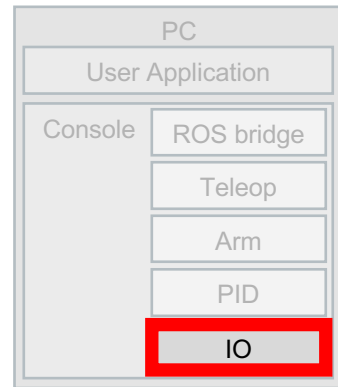 PC
User Application
Console
ROS bridge
Teleop
Arm
PID
IO